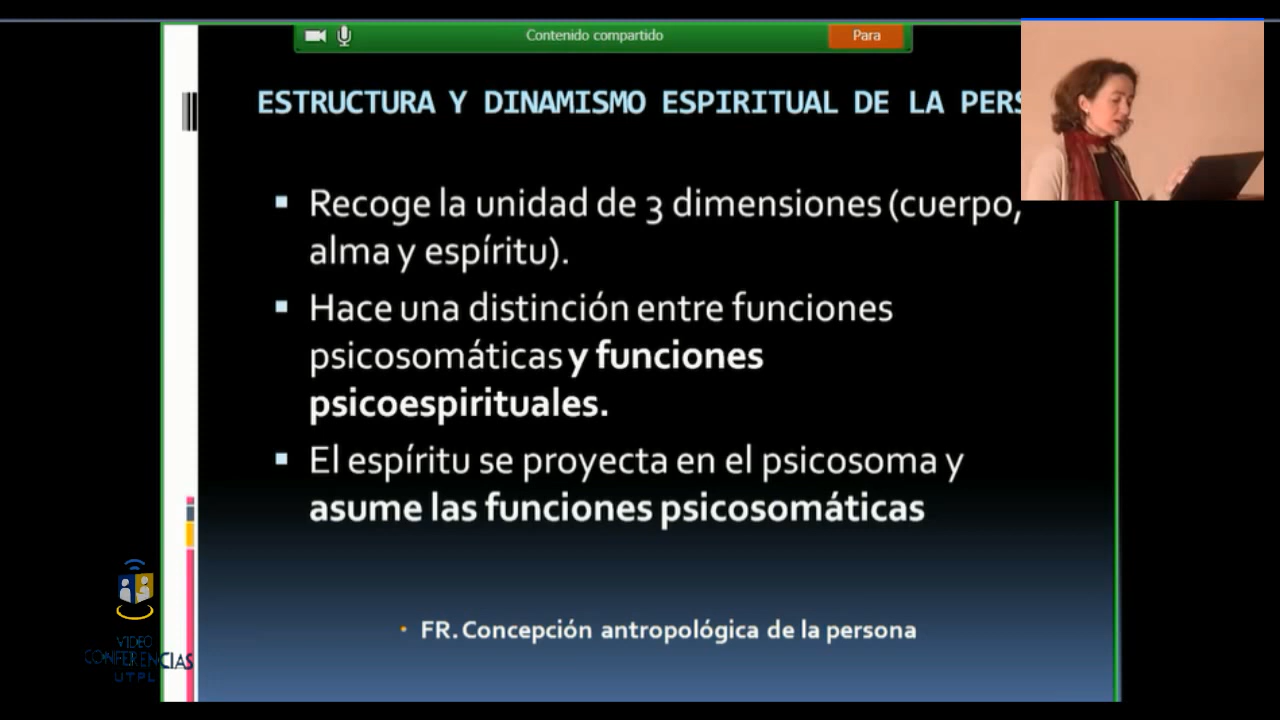 Contenido compartido
Para
ESTRUCTURA Y DINAMISMO ESPIRITUAL DE LA PERS
Recoge la unidad de 3 dimensiones (cuerpo,
alma y espíritu).
Hace una distinción entre funciones
psicosomáticas y funciones
psicoespirituales.
El espíritu se proyecta en el psicosoma y
asume las funciones psicosomáticas
FR. Concepción antropológica de la persona
VIDEO
CONFERENCIAS
UTPL